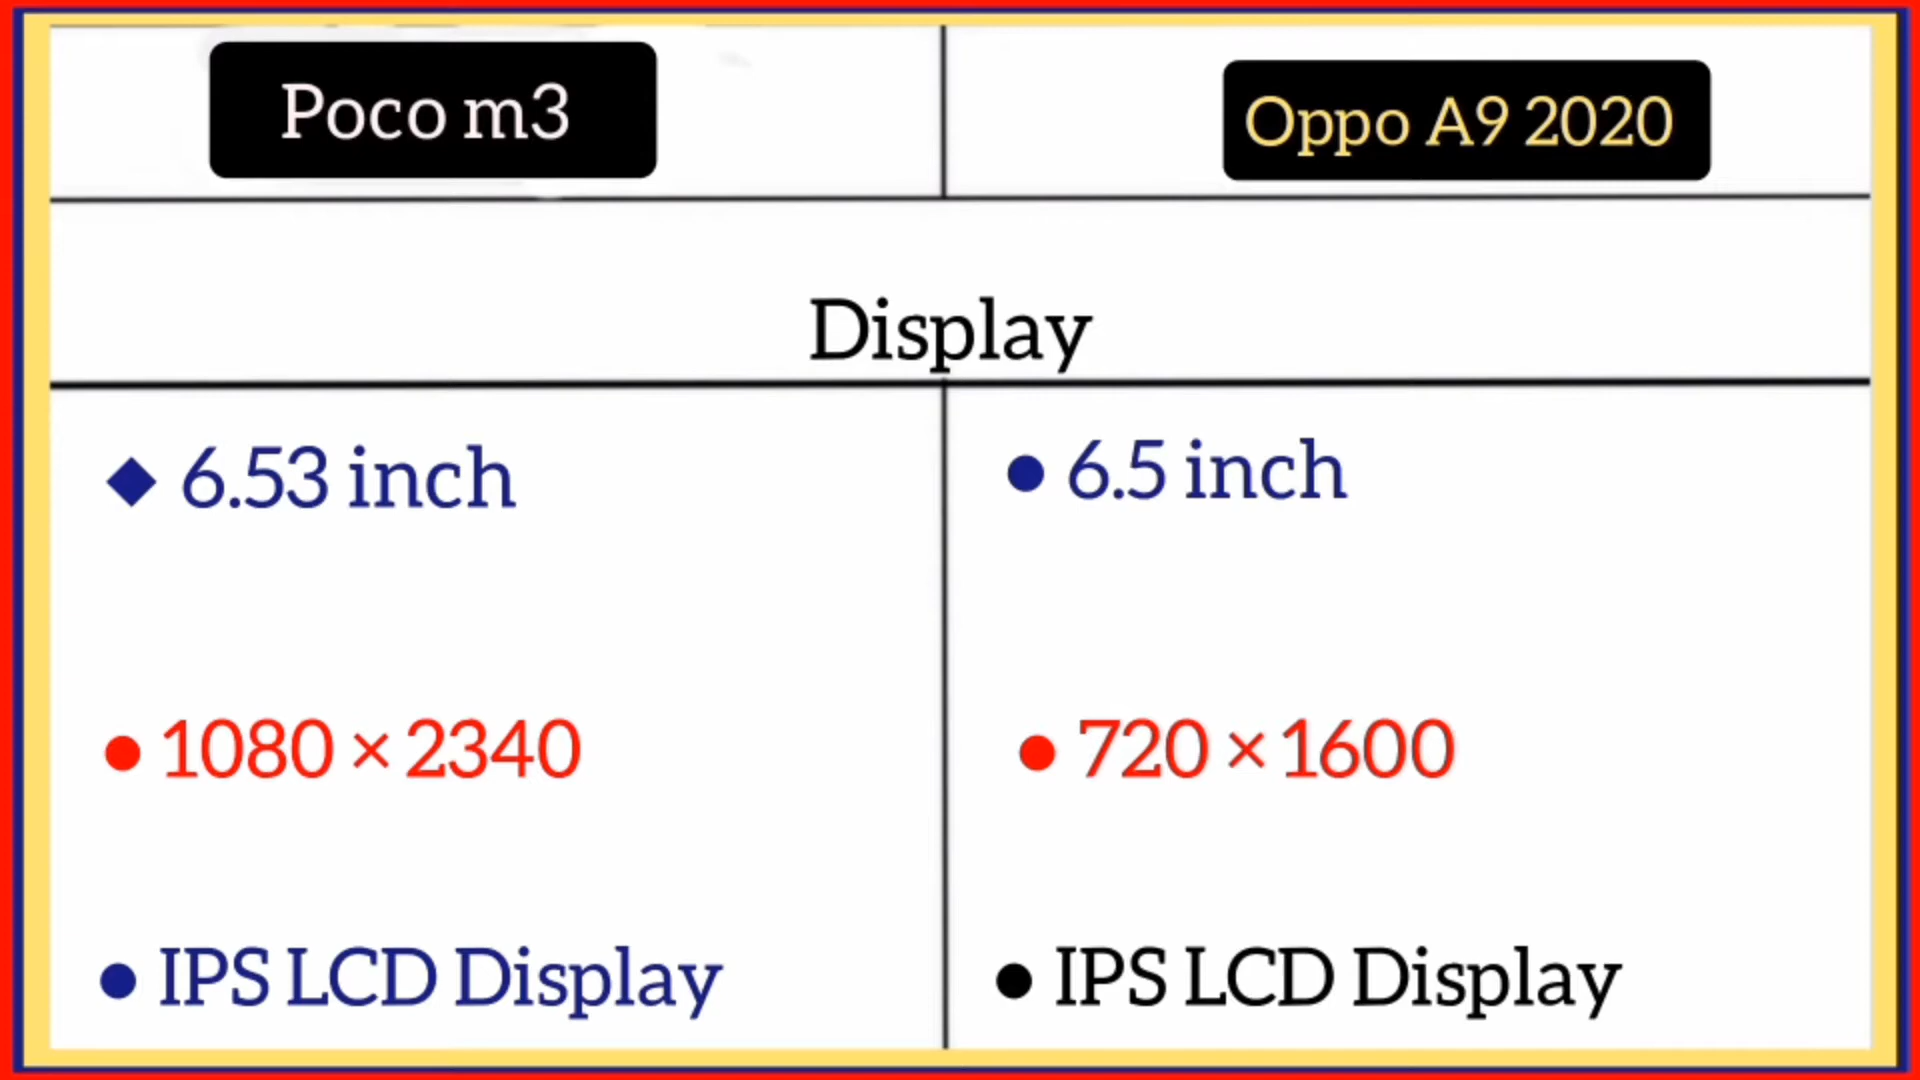 Poco m3
Oppo A9 2020
Display
◆ 6.53 inch
● 6.5 inch
● 1080 × 2340
● 720 × 1600
● IPS LCD Display
● IPS LCD Display